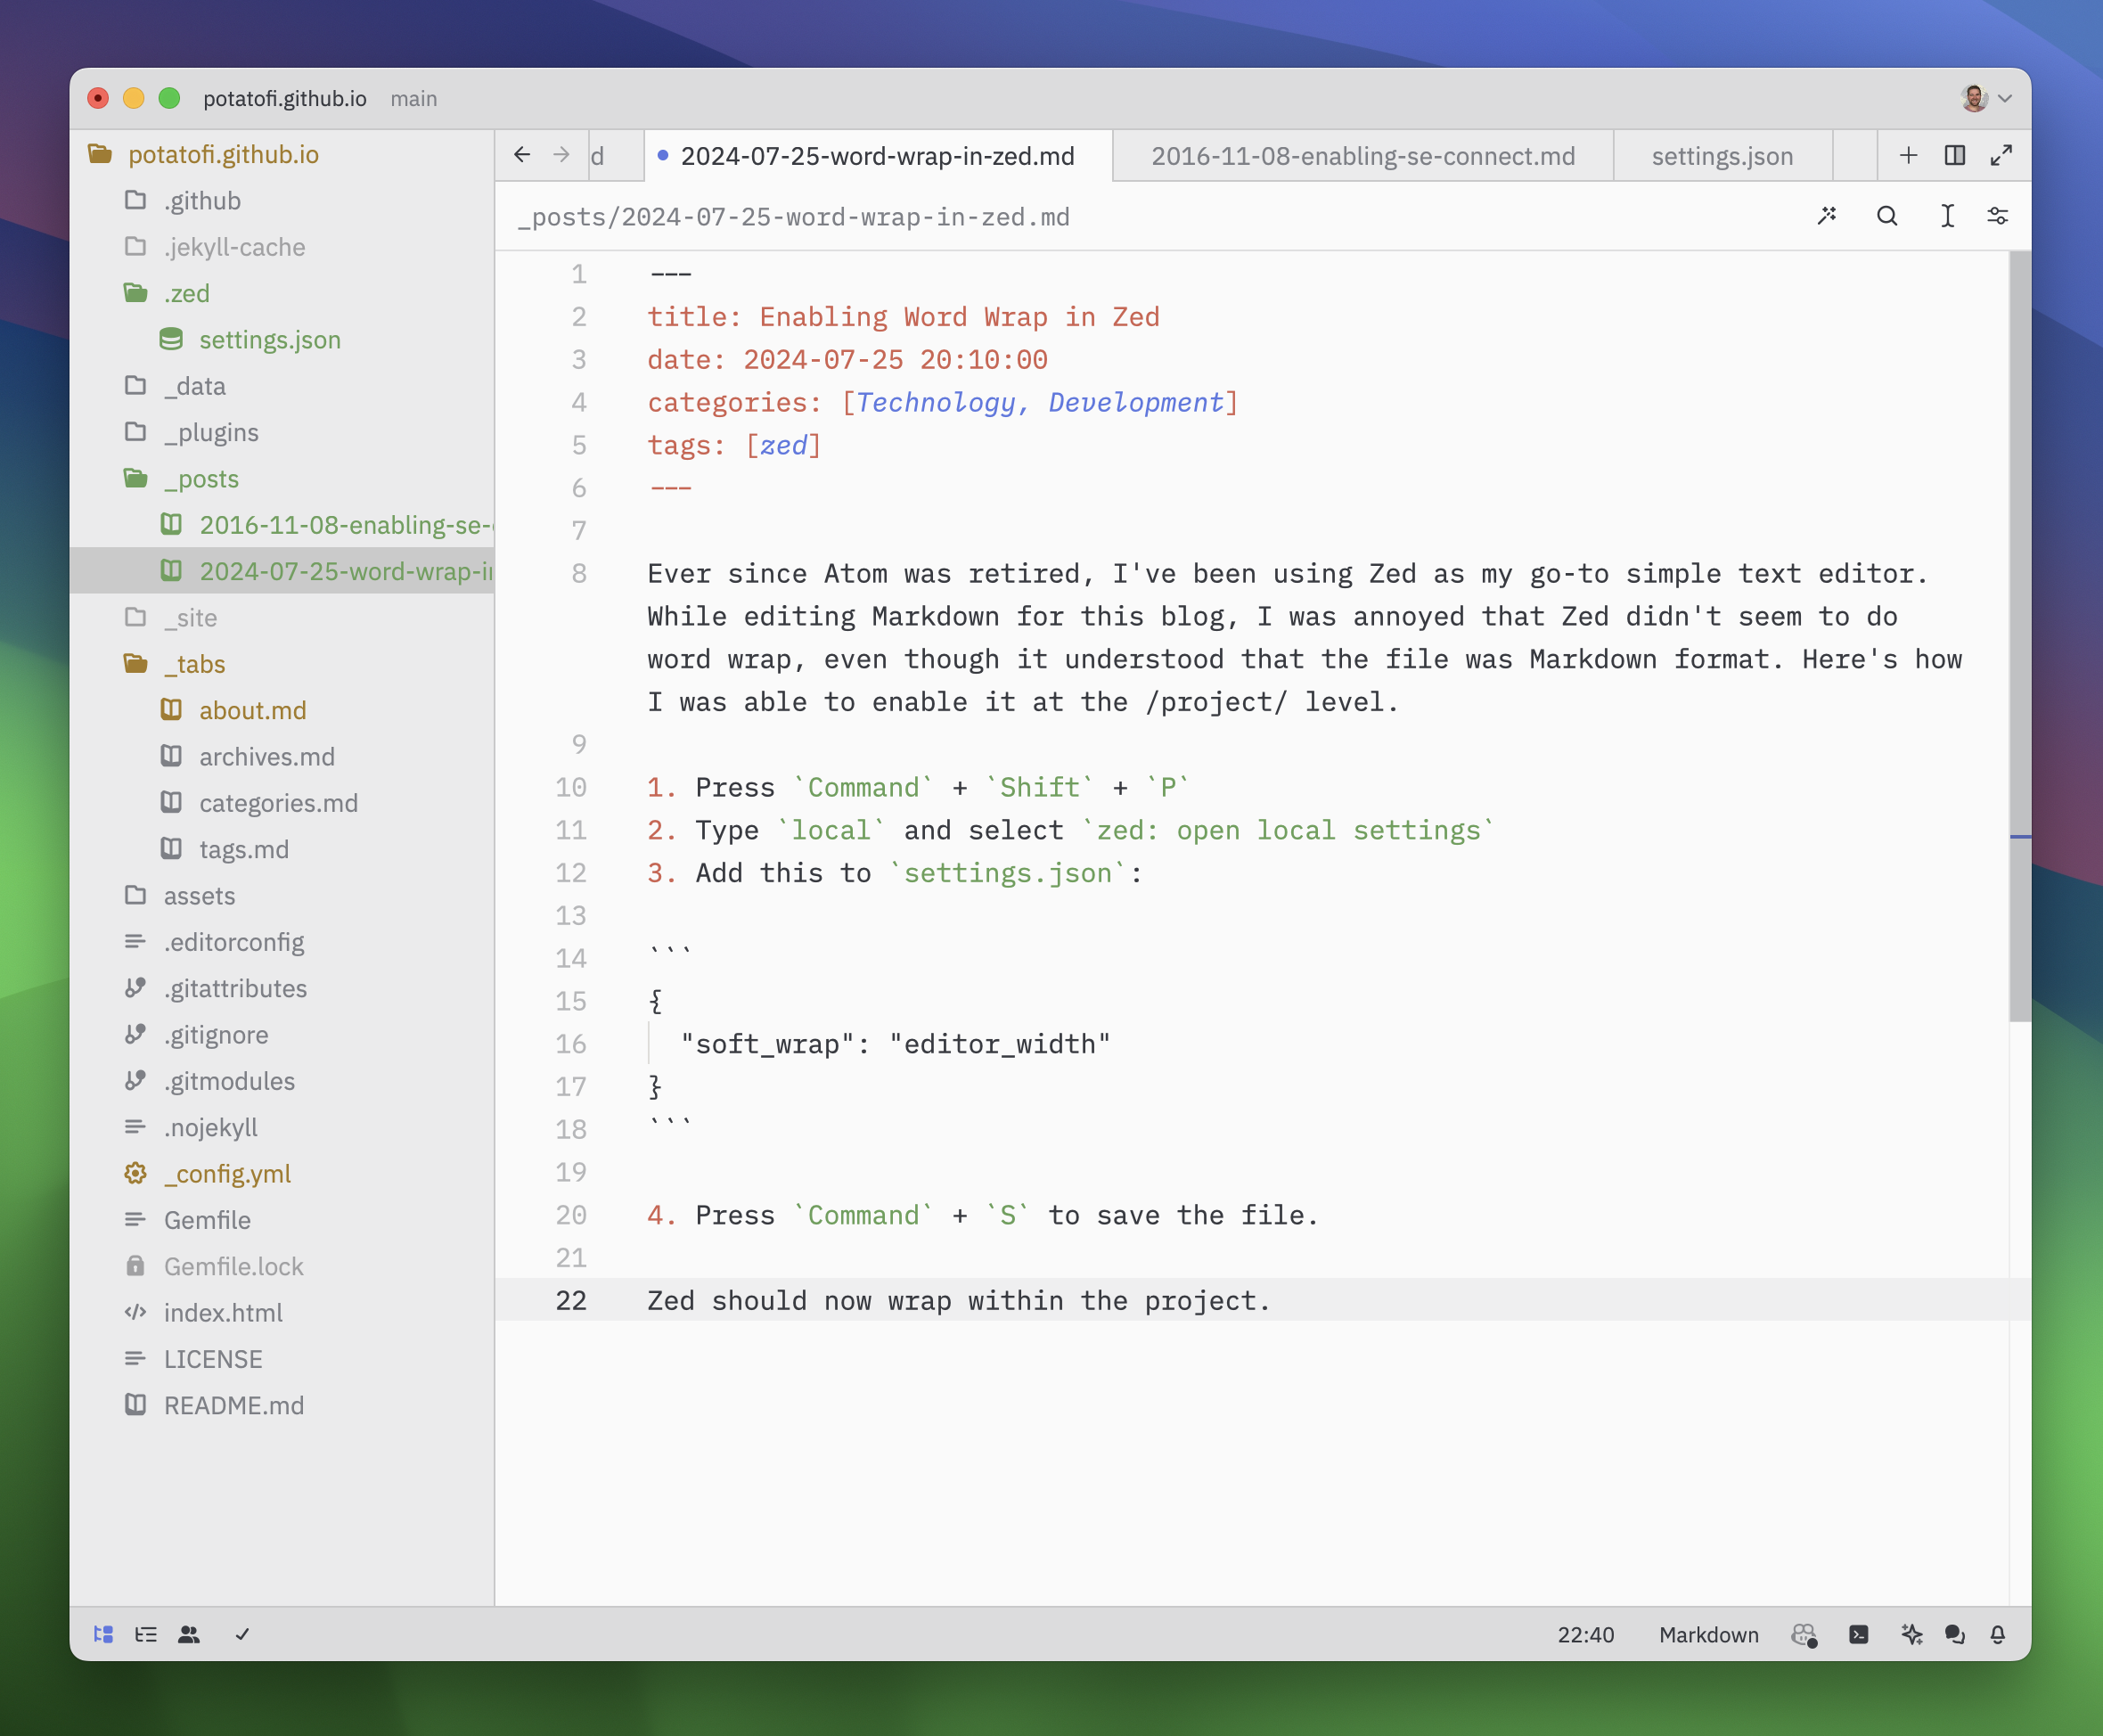 potatofi.github.io main
potatofi.github.io
.github
.jekyll-cache
.zed
settings.json
_data
_plugins
_posts
2016-11-08-enabling-se-
2024-07-25-word-wrap-i
_site
_tabs
about.md
archives.md
categories.md
tags.md
assets
.editorconfig
.gitattributes
.gitignore
.gitmodules
.nojekyll
_config.yml
Gemfile
Gemfile.lock
index.html
LICENSE
README.md
d 2024-07-25-word-wrap-in-zed.md 2016-11-08-enabling-se-connect.md settings.json
_posts/2024-07-25-word-wrap-in-zed.md
1 ---
2 title: Enabling Word Wrap in Zed
3 date: 2024-07-25 20:10:00
4 categories: [Technology, Development]
5 tags: [zed]
6 ---
7
8 Ever since Atom was retired, I've been using Zed as my go-to simple text editor.
While editing Markdown for this blog, I was annoyed that Zed didn't seem to do
word wrap, even though it understood that the file was Markdown format. Here's how
I was able to enable it at the /project/ level.
9
10 1. Press `Command` + `Shift` + `P`
11 2. Type `local` and select `zed: open local settings`
12 3. Add this to `settings.json`:
13
14 ```
15 {
16 "soft_wrap": "editor_width"
17 }
18 ```
19
20 4. Press `Command` + `S` to save the file.
21
22 Zed should now wrap within the project.
22:40 Markdown